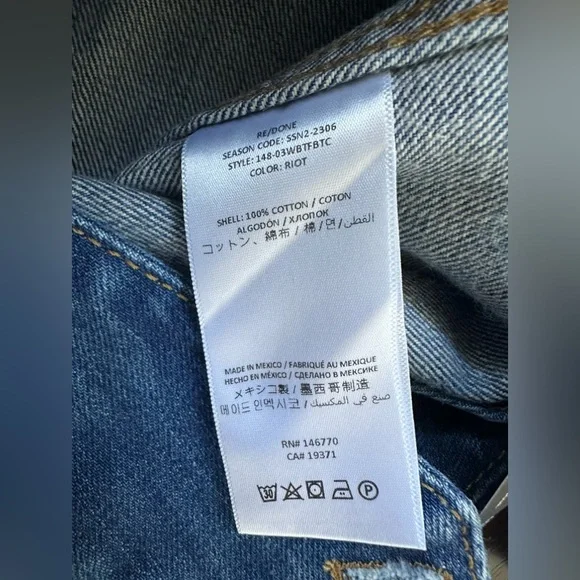 RE/DONE
SEASON CODE: SSN2-2306
STYLE: 148-03WBTFBTC
COLOR: RIOT
SHELL: 100% COTTON / COTON
ALGODÓN / ХЛОПОК
コットン、綿布 / 棉 / 면 / القطن
MADE IN MEXICO / FABRIQUÉ AU MEXIQUE
HECHO EN MÉXICO / СДЕЛАНО В МЕКСИКЕ
メキシコ製 / 墨西哥制造
메이드 인 멕시코 / صنع في المكسيك
RN# 146770
CA# 19371
30
P